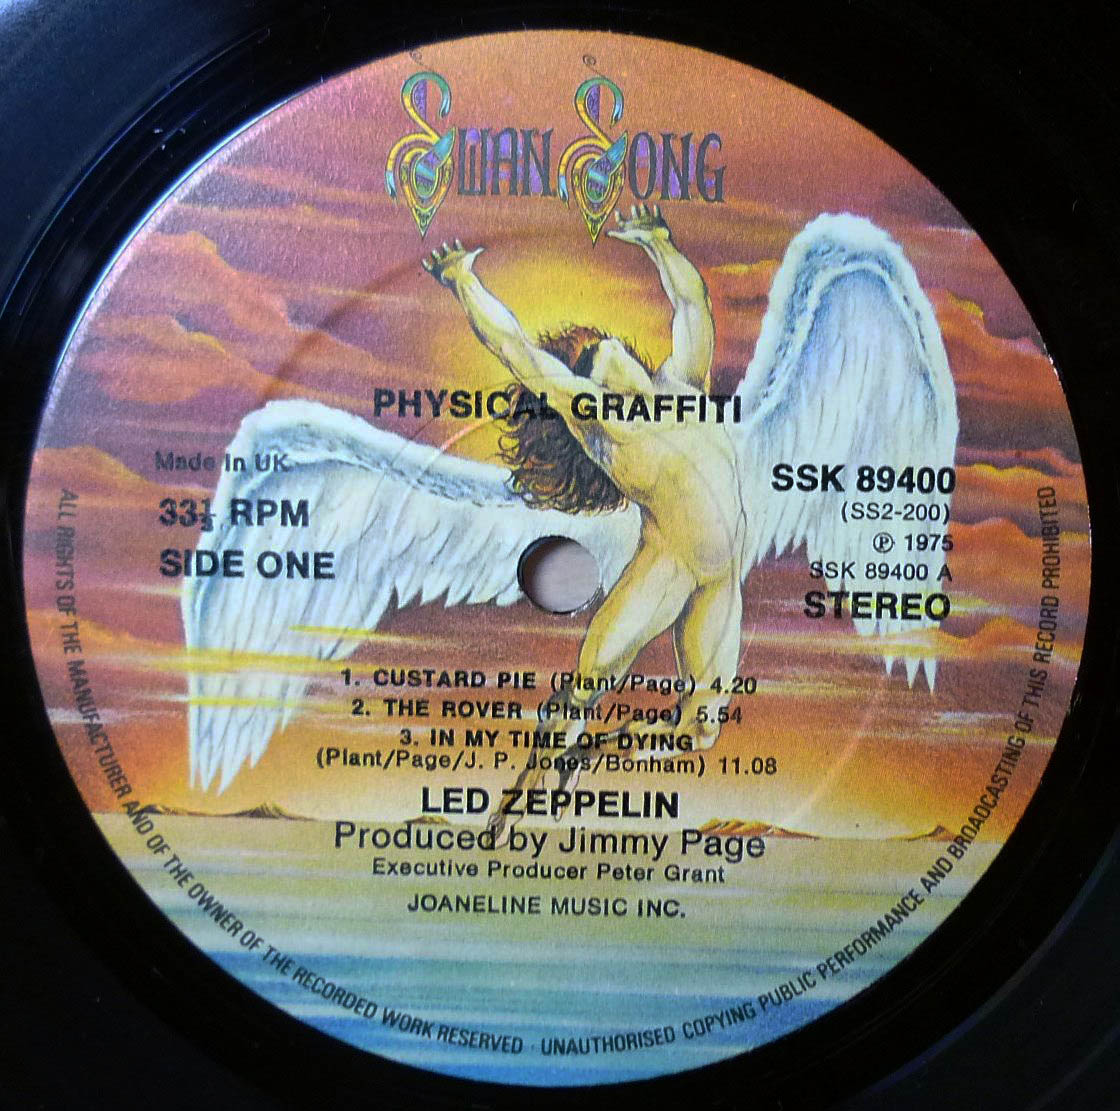 SWAN SONG
PHYSICAL GRAFFITI
Made In UK
33⅓ RPM
SIDE ONE
SSK 89400
(SS2-200)
℗ 1975
SSK 89400 A
STEREO
1. CUSTARD PIE (Plant/Page) 4.20
2. THE ROVER (Plant/Page) 5.54
3. IN MY TIME OF DYING
(Plant/Page/J. P. Jones/Bonham) 11.08
LED ZEPPELIN
Produced by Jimmy Page
Executive Producer Peter Grant
JOANELINE MUSIC INC.
ALL RIGHTS OF THE MANUFACTURER AND OF THE OWNER OF THE RECORDED WORK RESERVED · UNAUTHORISED COPYING PUBLIC PERFORMANCE AND BROADCASTING OF THIS RECORD PROHIBITED